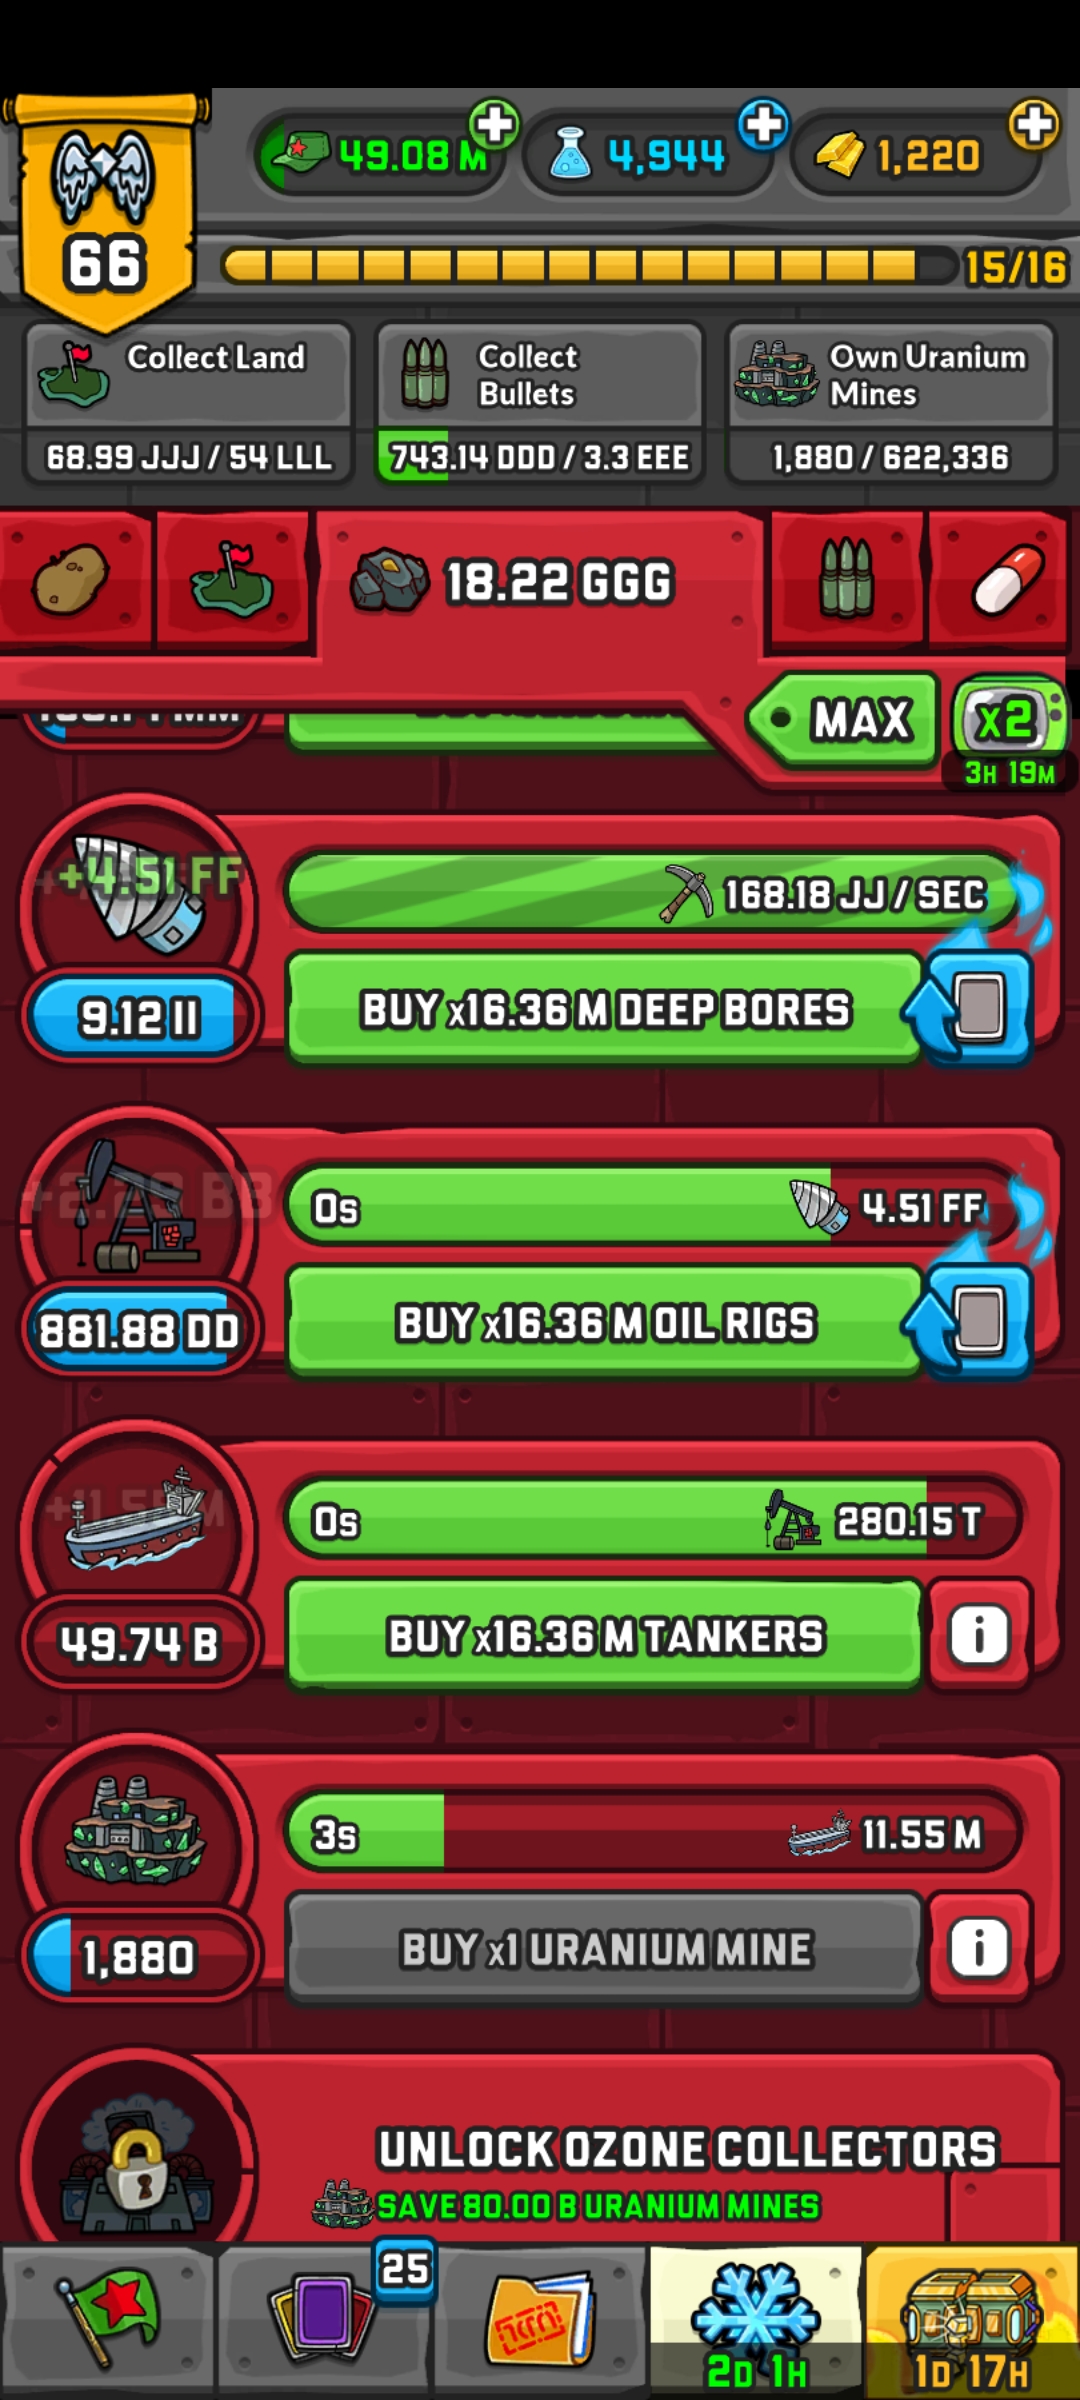 49.08 M
4,944
1,220
66
15/16
Collect Land
68.99 JJJ / 54 LLL
Collect
Bullets
743.14 DDD / 3.3 EEE
Own Uranium
Mines
1,880 / 622,336
18.22 GGG
MAX
x2
3H 19M
+4.51 FF
168.18 JJ / SEC
9.12 II
BUY x16.36 M DEEP BORES
0s
4.51 FF
881.88 DD
BUY x16.36 M OIL RIGS
0s
280.15 T
49.74 B
BUY x16.36 M TANKERS
i
3s
11.55 M
1,880
BUY x1 URANIUM MINE
i
UNLOCK OZONE COLLECTORS
SAVE 80.00 B URANIUM MINES
25
2D 1H
1D 17H